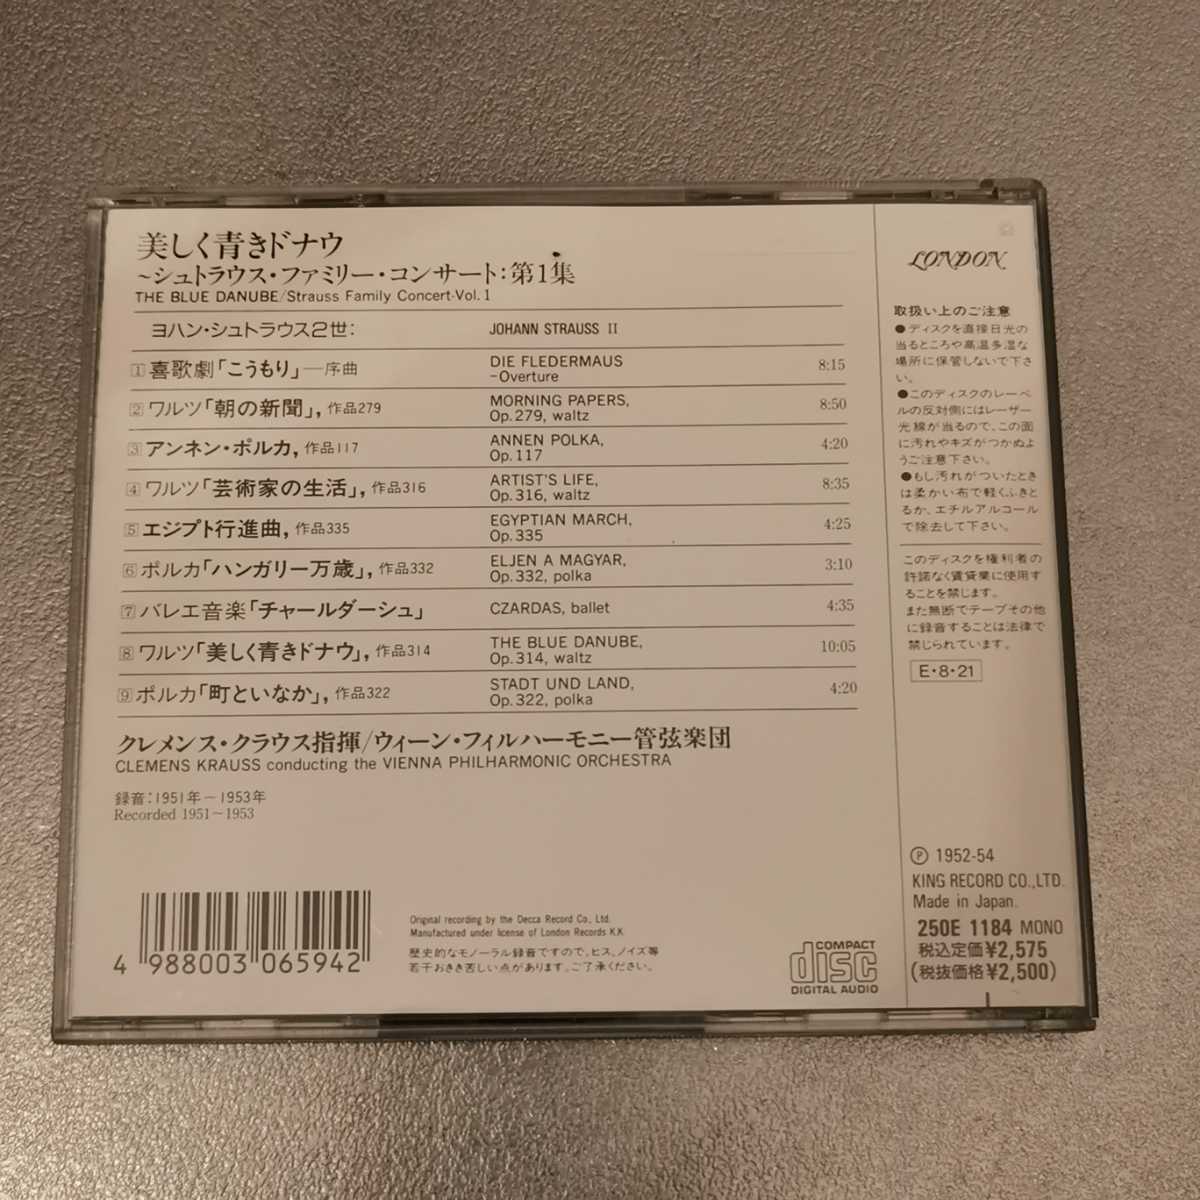 美しく青きドナウ
~シュトラウス・ファミリー・コンサート:第1集
THE BLUE DANUBE/Strauss Family Concert-Vol. 1
ヨハン・シュトラウス2世: JOHANN STRAUSS II
1 喜歌劇「こうもり」—序曲 DIE FLEDERMAUS 8:15
-Overture
2 ワルツ「朝の新聞」, 作品279 MORNING PAPERS, 8:50
Op. 279, waltz
3 アンネン・ポルカ, 作品117 ANNEN POLKA, 4:20
Op. 117
4 ワルツ「芸術家の生活」, 作品316 ARTIST'S LIFE, 8:35
Op. 316, waltz
5 エジプト行進曲, 作品335 EGYPTIAN MARCH, 4:25
Op. 335
6 ポルカ「ハンガリー万歳」, 作品332 ELJEN A MAGYAR, 3:10
Op. 332, polka
7 バレエ音楽「チャールダーシュ」 CZARDAS, ballet 4:35
8 ワルツ「美しく青きドナウ」, 作品314 THE BLUE DANUBE, 10:05
Op. 314, waltz
9 ポルカ「町といなか」, 作品322 STADT UND LAND, 4:20
Op. 322, polka
クレメンス・クラウス指揮/ウィーン・フィルハーモニー管弦楽団
CLEMENS KRAUSS conducting the VIENNA PHILHARMONIC ORCHESTRA
録音:1951年-1953年
Recorded 1951-1953
4 988003 065942
Original recording by the Decca Record Co., Ltd.
Manufactured under license of London Records K.K.
歴史的なモノーラル録音ですので、ヒス、ノイズ等
若干おきき苦しい点があります。ご了承ください。
COMPACT
disc
DIGITAL AUDIO
LONDON
取扱い上のご注意
●ディスクを直接日光の
当るところや高温多湿な
場所に保管しないで下さ
い。
●このディスクのレーベ
ルの反対側にはレーザー
光線が当るので、この面
に汚れやキズがつかぬよ
うご注意下さい。
●もし汚れがついたとき
は柔かい布で軽くふきと
るか、エチルアルコール
で除去して下さい。
このディスクを権利者の
許諾なく賃貸業に使用す
ることを禁じます。
また無断でテープその他
に録音することは法律で
禁じられています。
E・8・21
Ⓟ 1952-54
KING RECORD CO.,LTD.
Made in Japan.
250E 1184 MONO
税込定価¥2,575
(税抜価格¥2,500)